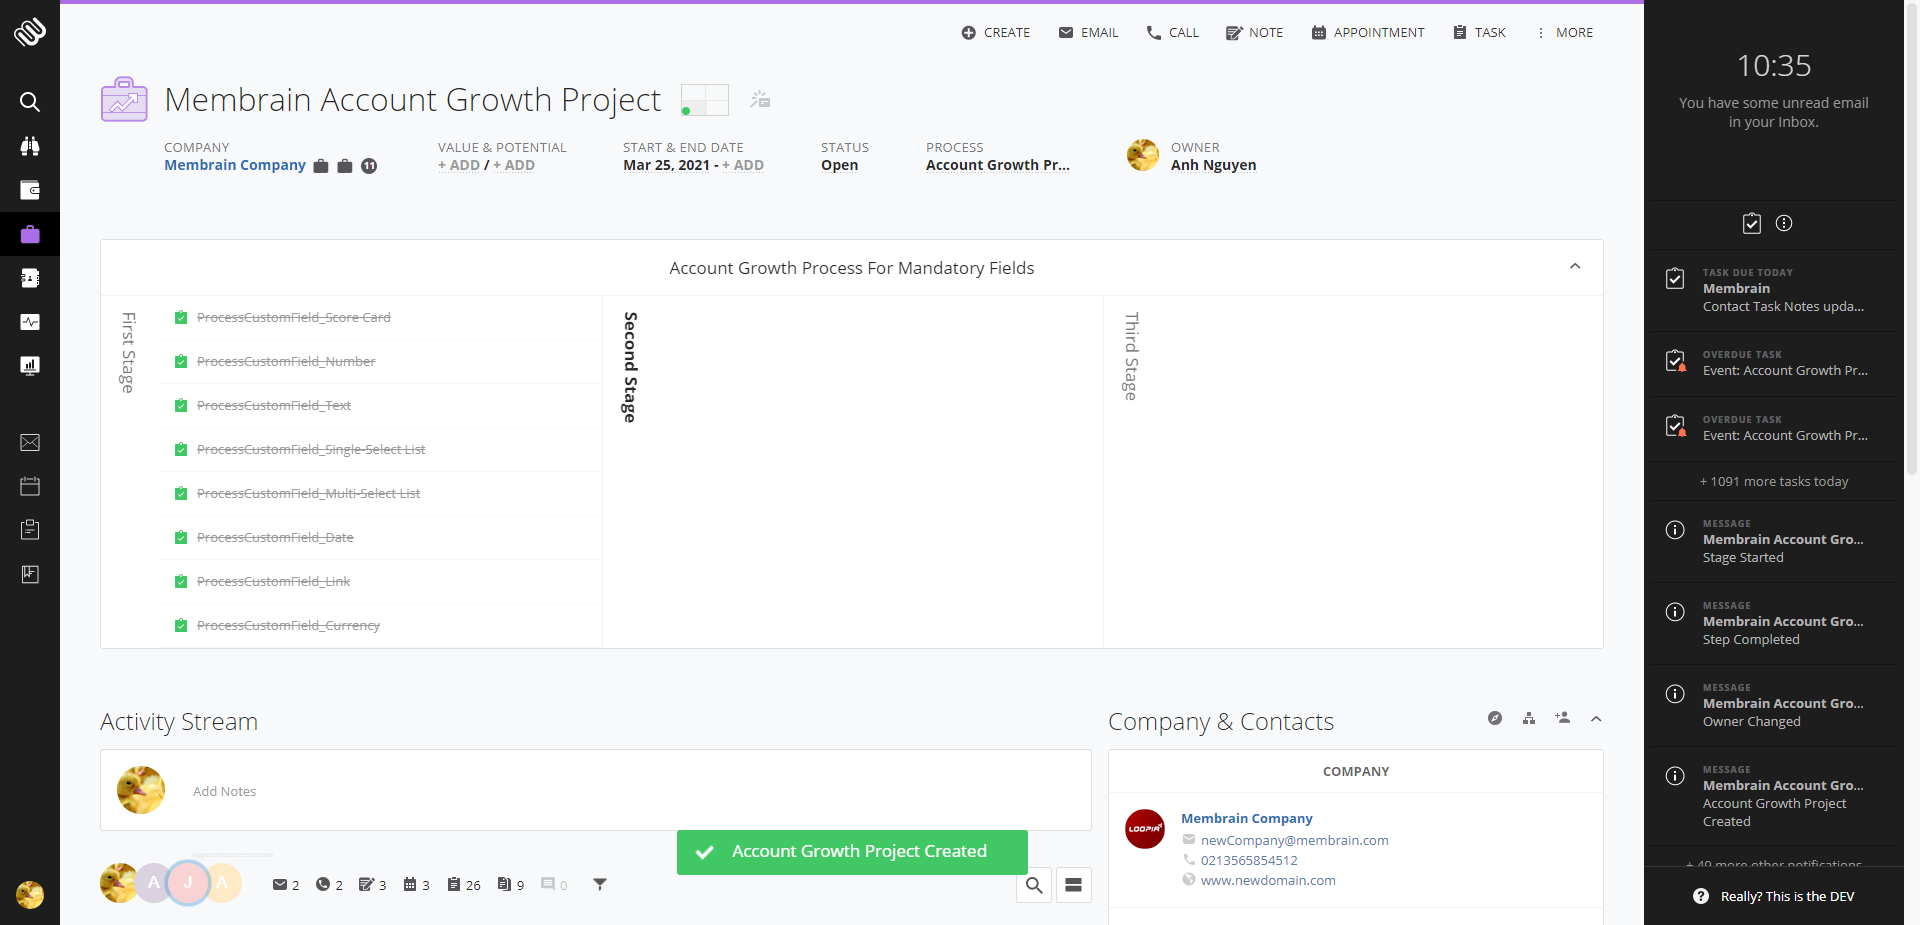 CREATE
EMAIL
CALL
NOTE
APPOINTMENT
TASK
MORE
Membrain Account Growth Project
COMPANY
Membrain Company
11
VALUE & POTENTIAL
+ ADD / + ADD
START & END DATE
Mar 25, 2021 - + ADD
STATUS
Open
PROCESS
Account Growth Pr...
OWNER
Anh Nguyen
Account Growth Process For Mandatory Fields
First Stage
ProcessCustomField_Score Card
ProcessCustomField_Number
ProcessCustomField_Text
ProcessCustomField_Single-Select List
ProcessCustomField_Multi-Select List
ProcessCustomField_Date
ProcessCustomField_Link
ProcessCustomField_Currency
Second Stage
Third Stage
Activity Stream
Add Notes
A
J
A
2
2
3
3
26
9
0
Account Growth Project Created
Company & Contacts
COMPANY
LOOPIA
Membrain Company
newCompany@membrain.com
0213565854512
www.newdomain.com
10:35
You have some unread email
in your Inbox.
TASK DUE TODAY
Membrain
Contact Task Notes upda...
OVERDUE TASK
Event: Account Growth Pr...
OVERDUE TASK
Event: Account Growth Pr...
+ 1091 more tasks today
MESSAGE
Membrain Account Gro...
Stage Started
MESSAGE
Membrain Account Gro...
Step Completed
MESSAGE
Membrain Account Gro...
Owner Changed
MESSAGE
Membrain Account Gro...
Account Growth Project
Created
+ 49 more other notifications
Really? This is the DEV